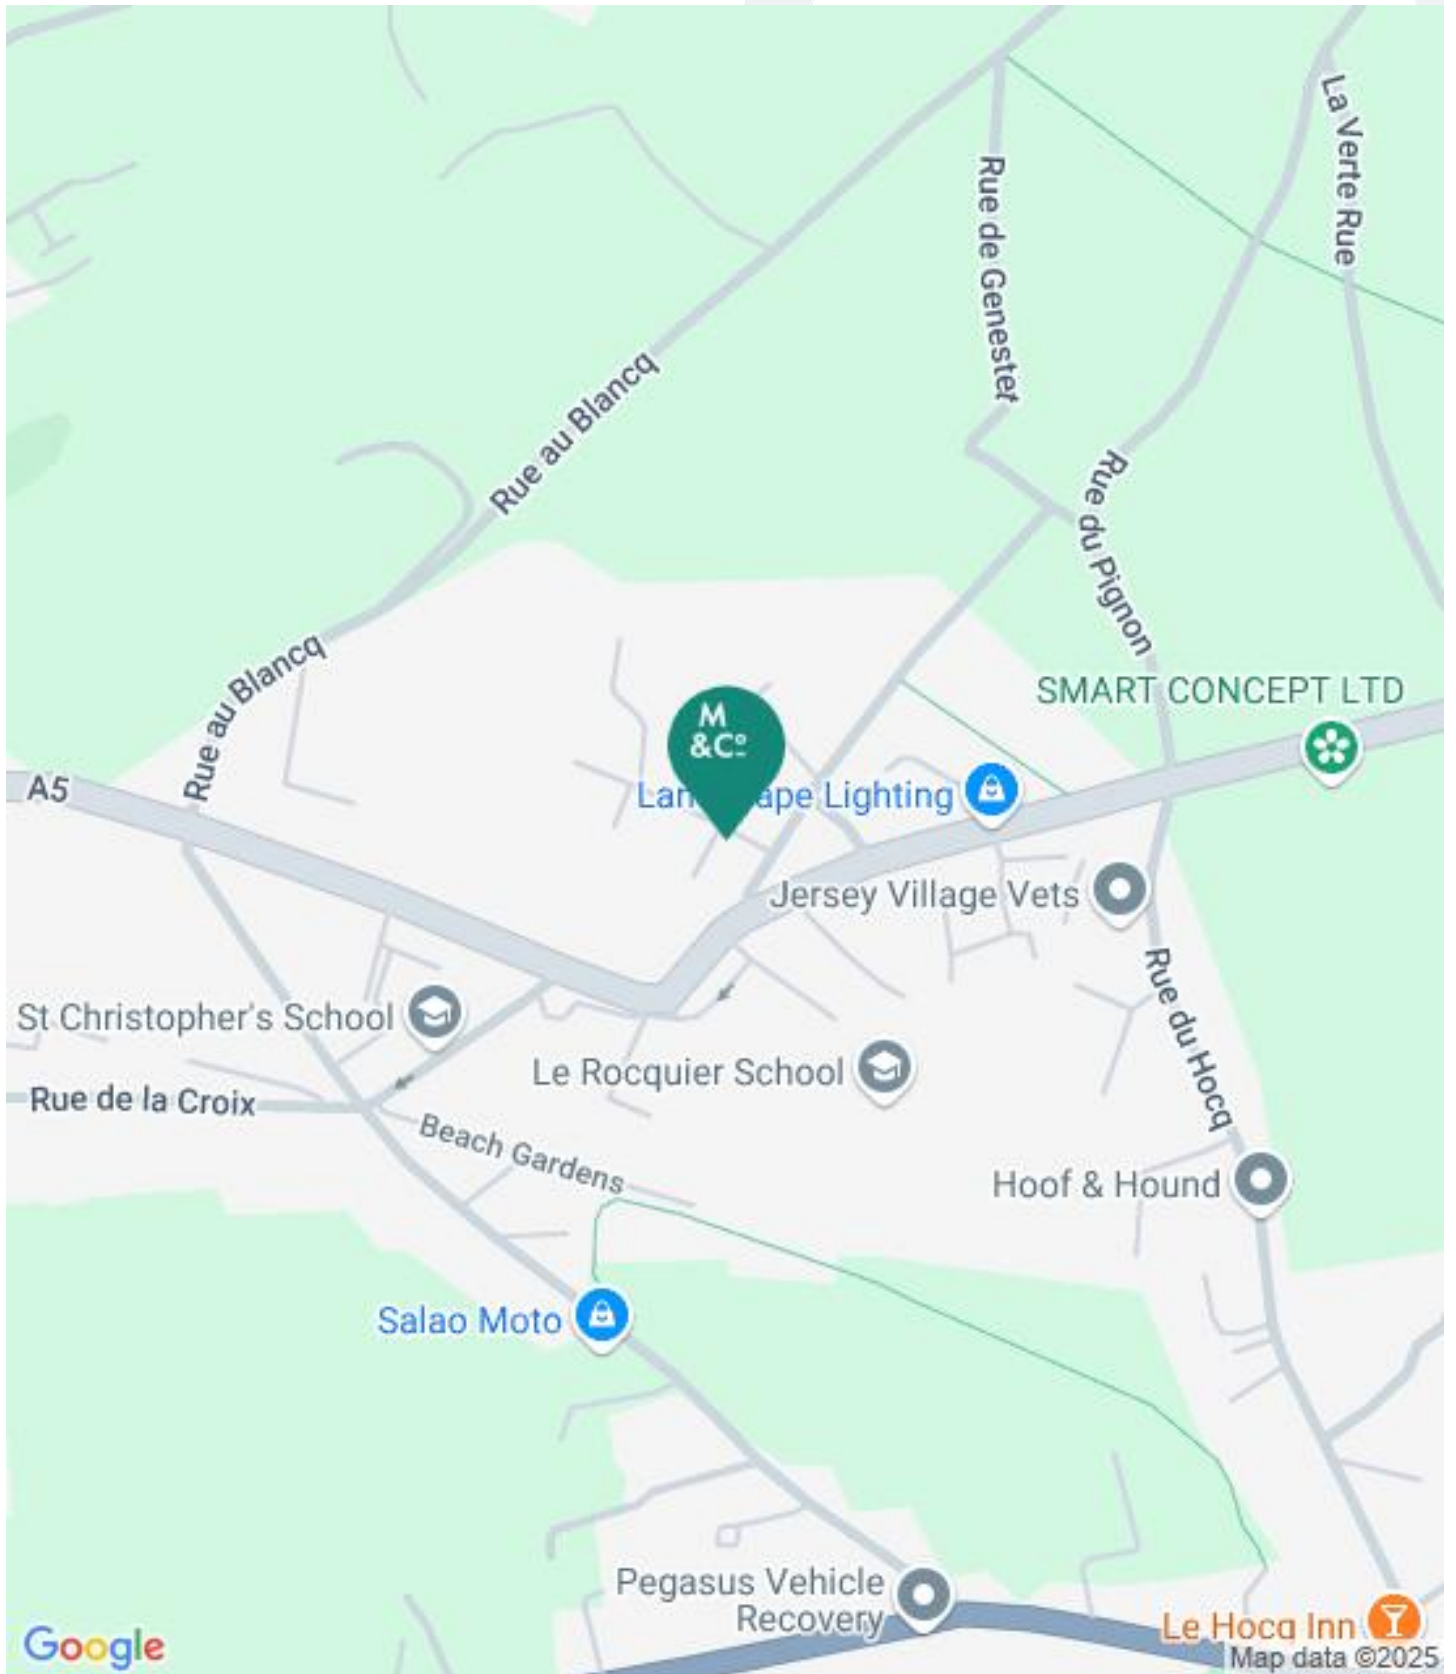 La Verte Rue
Rue de Genestet
Rue au Blancq
Rue du Pignon
Rue au Blancq
SMART CONCEPT LTD
M
&Cº
A5
Lighting
Jersey Village Vets
Rue du Hocq
St Christopher's School
Le Rocquier School
Rue de la Croix
Beach Gardens
Hoof & Hound
Salao Moto
Pegasus Vehicle
Recovery
Le Hocq Inn
Google
Map data ©2025